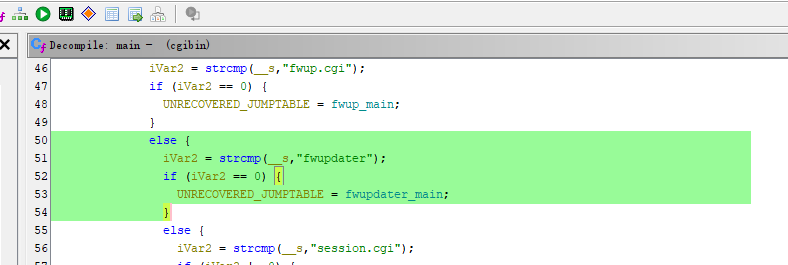 Decompile: main - (cgibin)
46 iVar2 = strcmp(__s,"fwup.cgi");
47 if (iVar2 == 0) {
48 UNRECOVERED_JUMPTABLE = fwup_main;
49 }
50 else {
51 iVar2 = strcmp(__s,"fwupdater");
52 if (iVar2 == 0) {
53 UNRECOVERED_JUMPTABLE = fwupdater_main;
54 }
55 else {
56 iVar2 = strcmp(__s,"session.cgi");